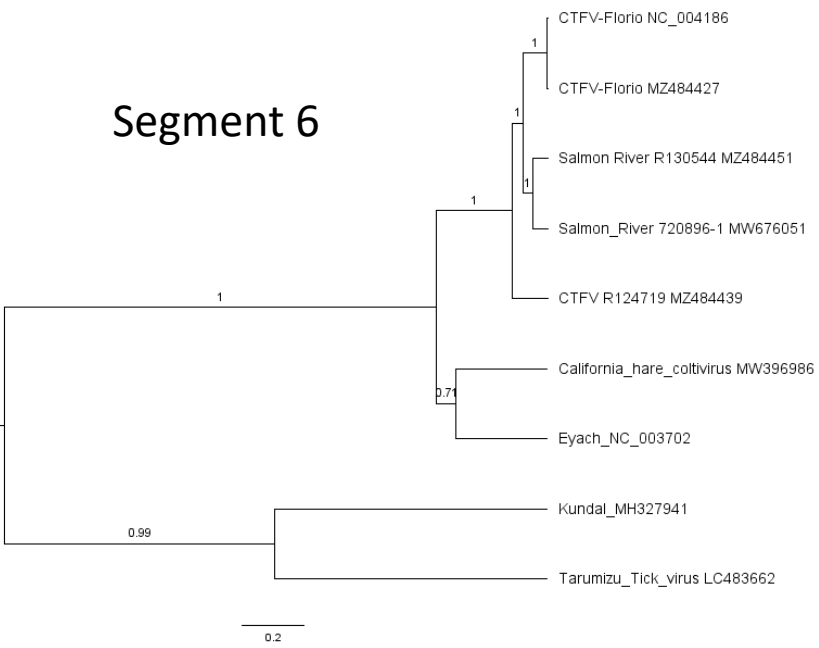 CTFV-Florio NC_004186
1
CTFV-Florio MZ484427
Segment 6
1
Salmon River R130544 MZ484451
1
Salmon_River 720896-1 MW676051
1
CTFV R124719 MZ484439
1
California_hare_coltivirus MW396986
0.71
Eyach_NC_003702
Kundal_MH327941
0.99
Tarumizu_Tick_virus LC483662
0.2